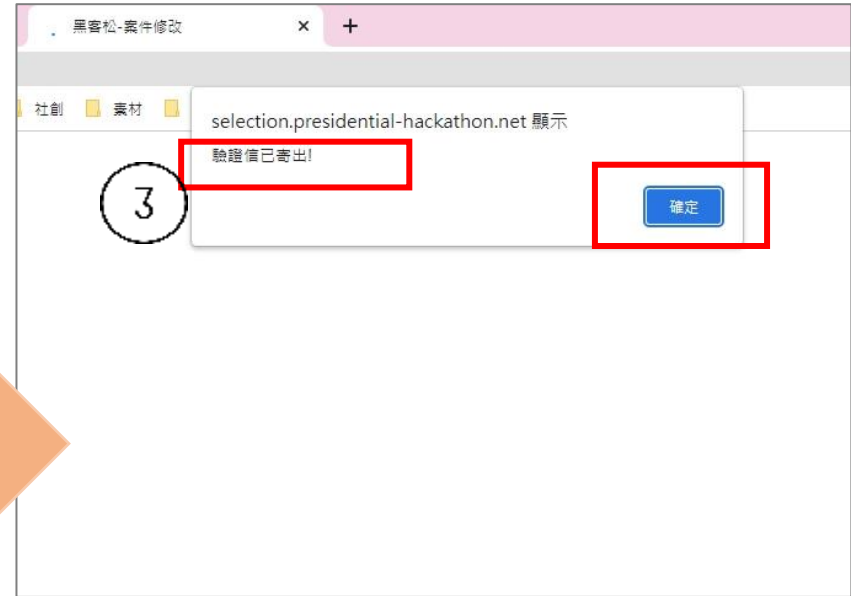 黑客松-案件修改
社創 素材
selection.presidential-hackathon.net 顯示
驗證信已寄出!
3
確定